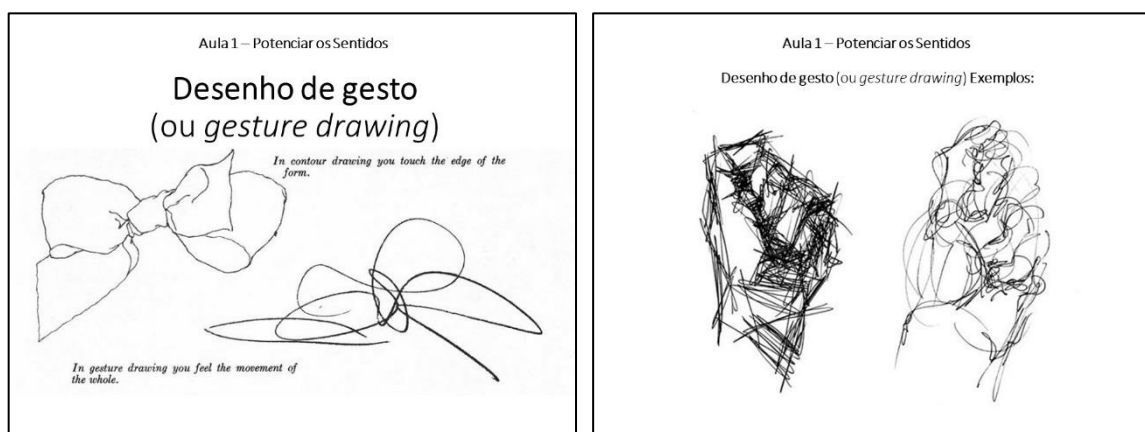 Aula 1 – Potenciar os Sentidos
Desenho de gesto
(ou gesture drawing)
In contour drawing you touch the edge of the
form.
In gesture drawing you feel the movement of
the whole.
Aula 1 – Potenciar os Sentidos
Desenho de gesto (ou gesture drawing) Exemplos: